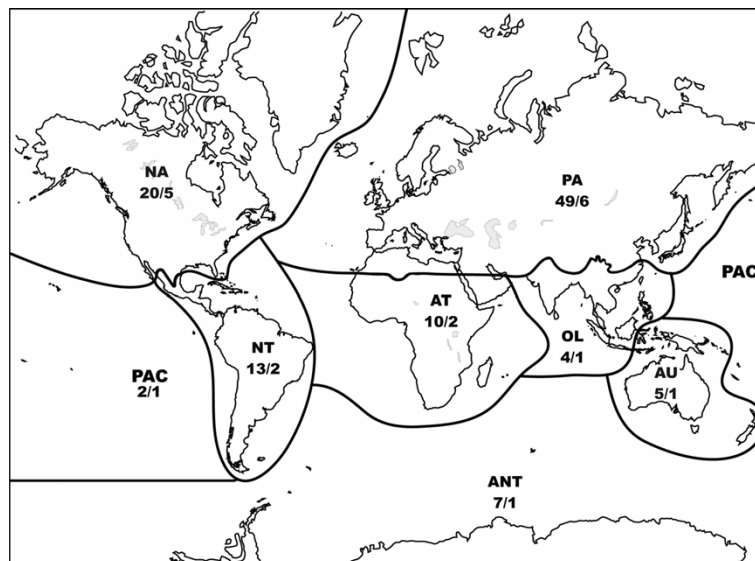 NA
20/5
PA
49/6
PAC
AT
10/2
OL
4/1
NT
13/2
PAC
2/1
AU
5/1
ANT
7/1